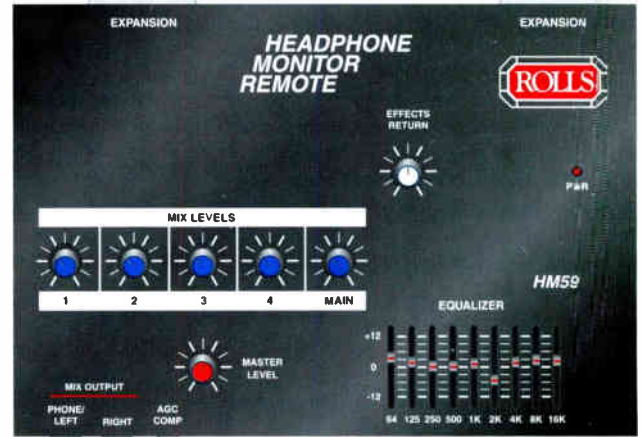 EXPANSION
EXPANSION
HEADPHONE
MONITOR
REMOTE
ROLLS
EFFECTS
RETURN
PWR
MIX LEVELS
1 2 3 4 MAIN
HM59
EQUALIZER
+12
0
-12
64 125 250 500 1K 2K 4K 8K 16K
MASTER
LEVEL
MIX OUTPUT
PHONE/
LEFT
RIGHT
AGC
COMP